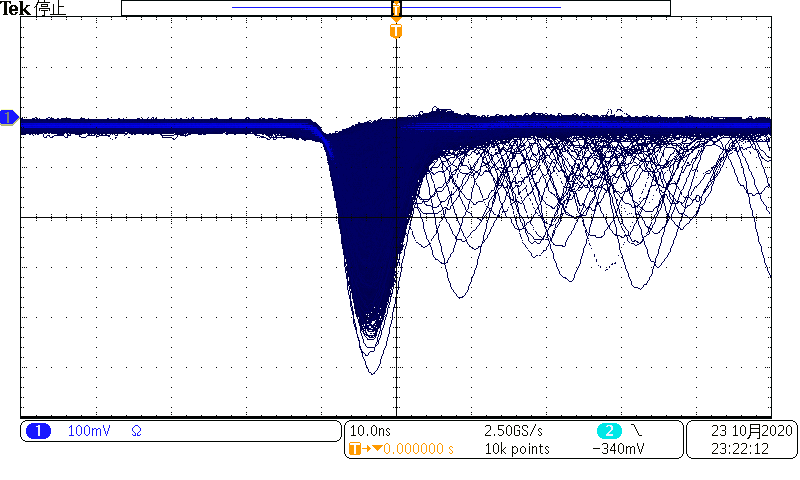 Tek 停止
T
T
1
1 100mV Ω
10.0ns 2.50GS/s 2
T→▼0.000000 s 10k points −340mV
23 10月2020
23:22:12